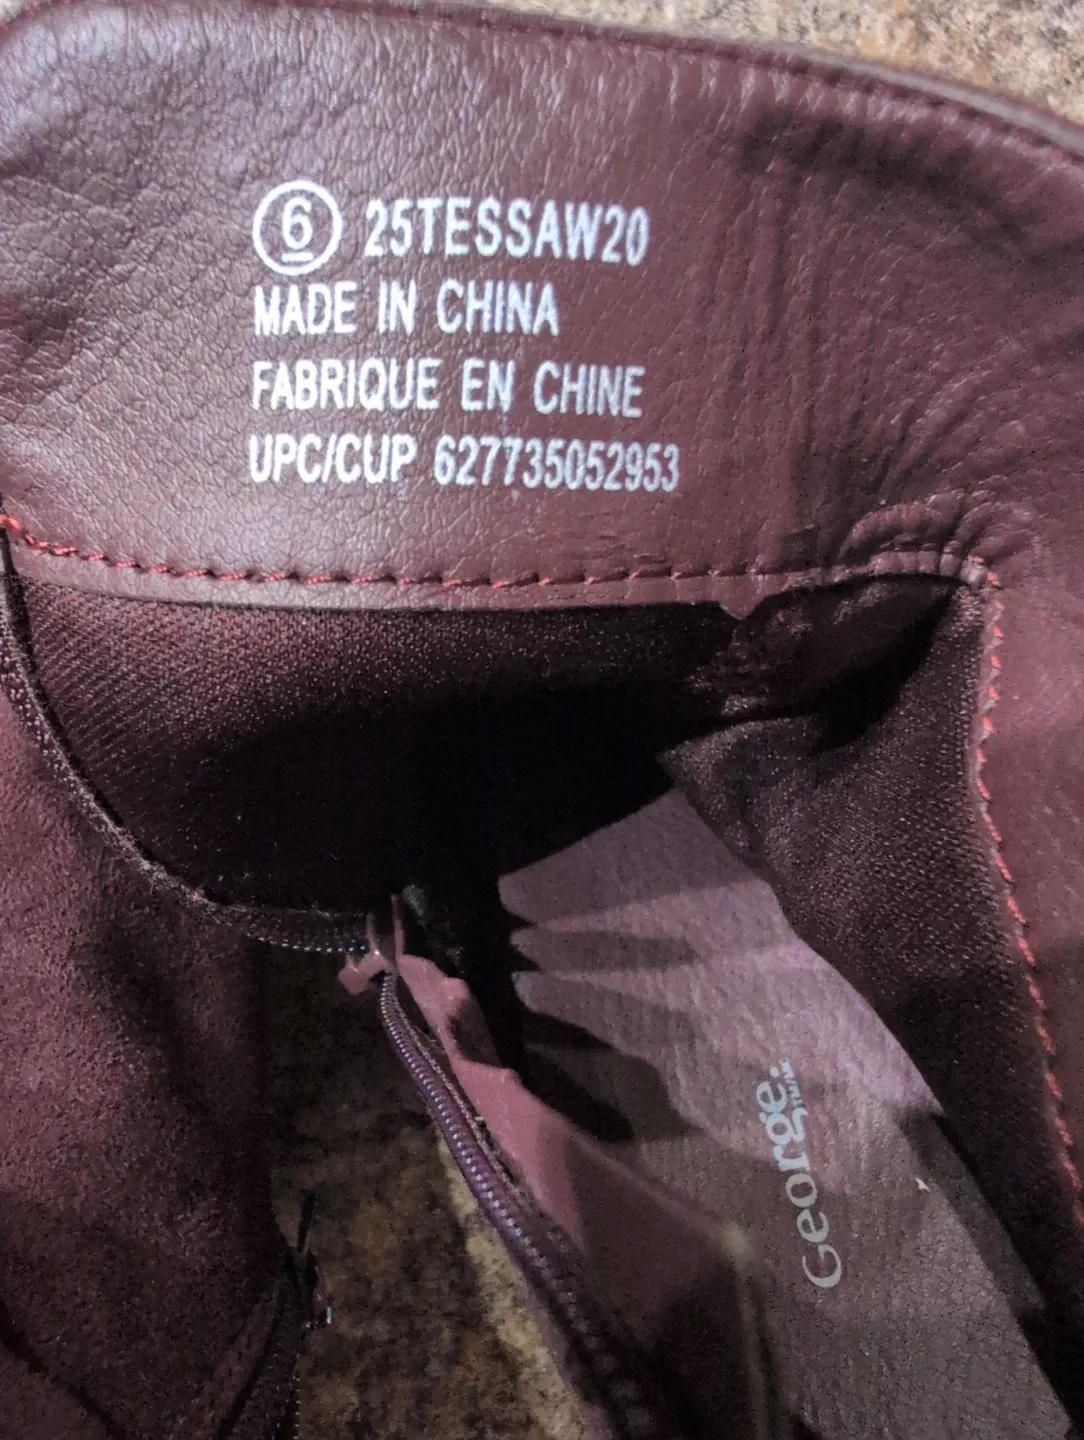 6 25TESSAW20
MADE IN CHINA
FABRIQUE EN CHINE
UPC/CUP 627735052953
George.